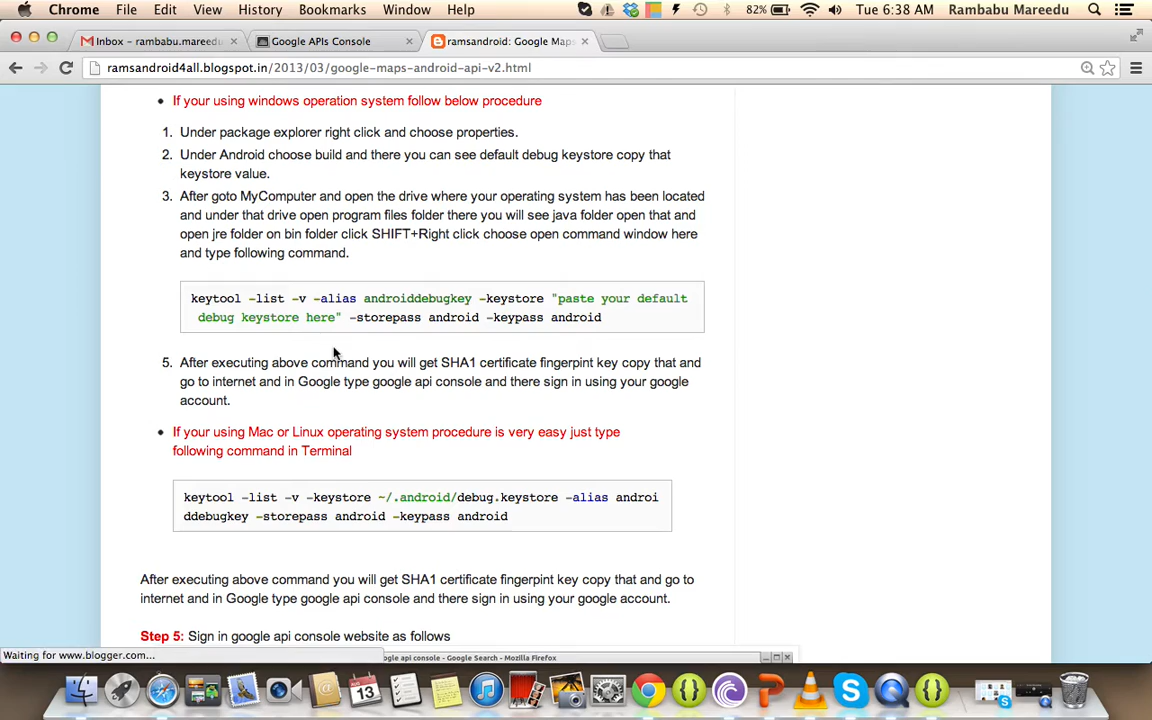 Chrome File Edit View History Bookmarks Window Help 82% Tue 6:38 AM Rambabu Mareedu
Inbox - rambabu.mareedu Google APIs Console ramsandroid: Google Maps
ramsandroid4all.blogspot.in/2013/03/google-maps-android-api-v2.html
If your using windows operation system follow below procedure
1. Under package explorer right click and choose properties.
2. Under Android choose build and there you can see default debug keystore copy that
keystore value.
3. After goto MyComputer and open the drive where your operating system has been located
and under that drive open program files folder there you will see java folder open that and
open jre folder on bin folder click SHIFT+Right click choose open command window here
and type following command.
keytool -list -v -alias androiddebugkey -keystore "paste your default
debug keystore here" -storepass android -keypass android
5. After executing above command you will get SHA1 certificate fingerpint key copy that and
go to internet and in Google type google api console and there sign in using your google
account.
If your using Mac or Linux operating system procedure is very easy just type
following command in Terminal
keytool -list -v -keystore ~/.android/debug.keystore -alias androi
ddebugkey -storepass android -keypass android
After executing above command you will get SHA1 certificate fingerpint key copy that and go to
internet and in Google type google api console and there sign in using your google account.
Step 5: Sign in google api console website as follows
Waiting for www.blogger.com...
gle api console - Google Search - Mozilla Firefox
AUG
13